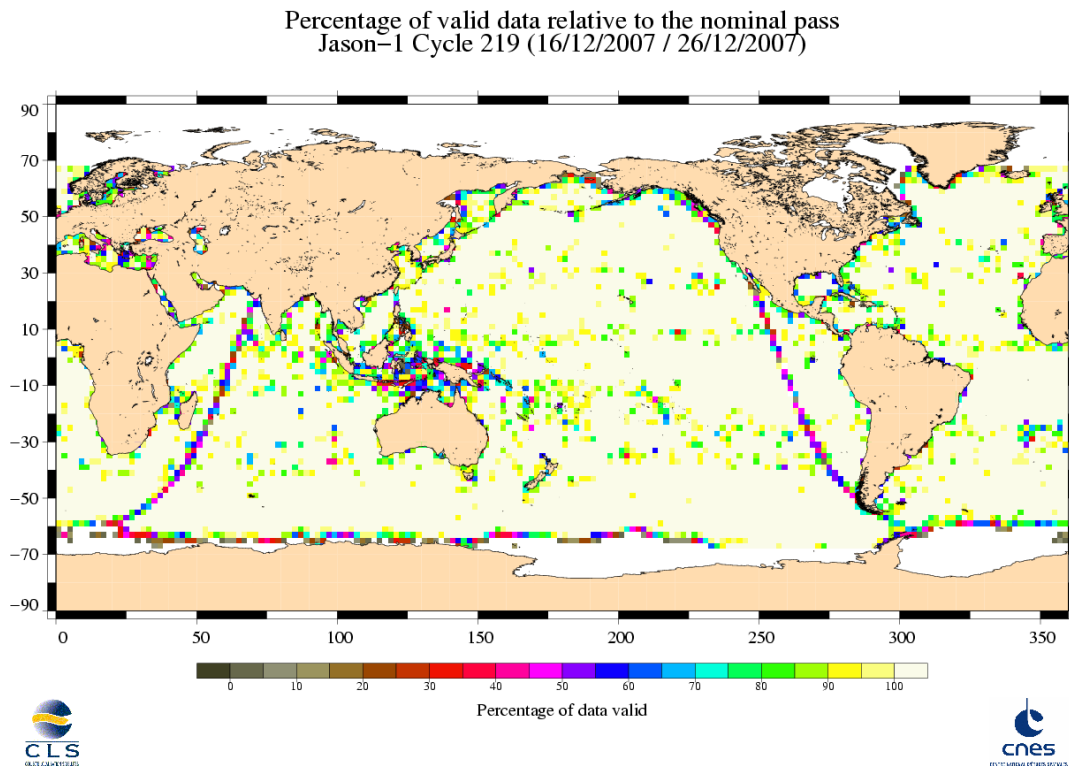 Percentage of valid data relative to the nominal pass
Jason−1 Cycle 219 (16/12/2007 / 26/12/2007)
90
70
50
30
10
−10
−30
−50
−70
−90
0 50 100 150 200 250 300 350
0 10 20 30 40 50 60 70 80 90 100
Percentage of data valid
CLS
cnes